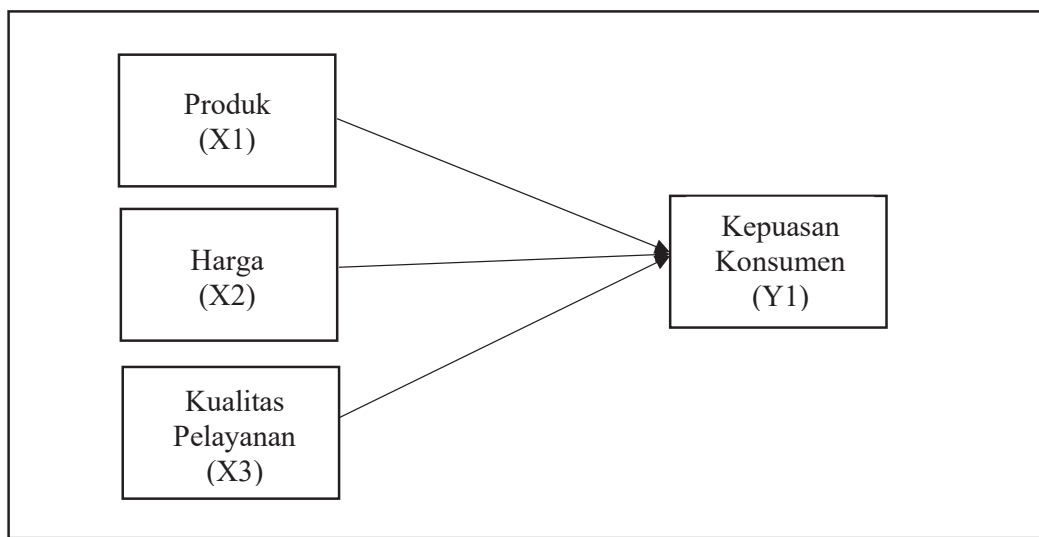 Produk
(X1)
Harga
(X2)
Kualitas
Pelayanan
(X3)
Kepuasan
Konsumen
(Y1)